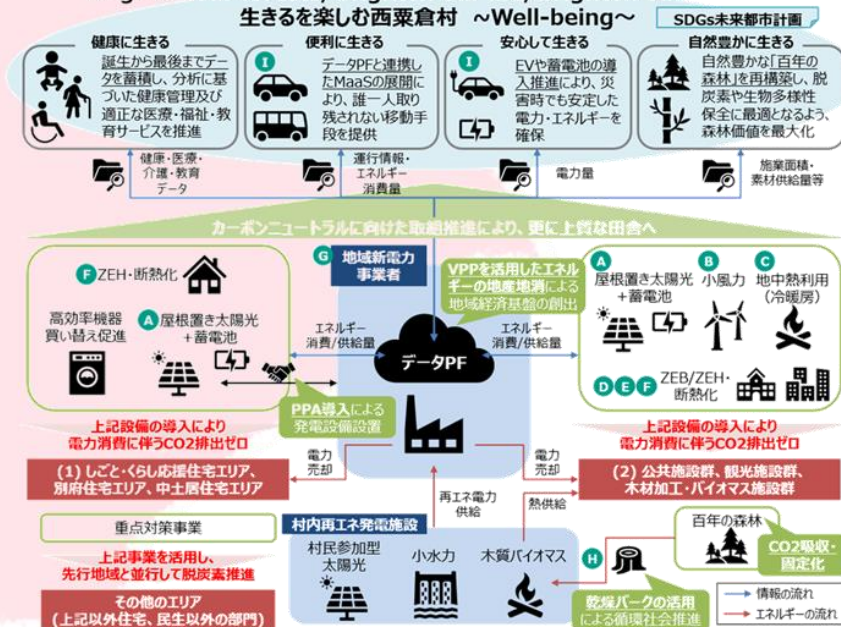 生きるを楽しむ西粟倉村 ~Well-being~
SDGs未来都市計画
健康に生きる
誕生から最後までデー
タを蓄積し、分析に基
づいた健康管理及び
適正な医療・福祉・教
育サービスを推進
便利に生きる
I
データPFと連携し
たMaaSの展開に
より、誰一人取り
残されない移動手
段を提供
安心して生きる
I
EVや蓄電池の導
入推進により、災
害時でも安定した
電力・エネルギーを
確保
自然豊かに生きる
自然豊かな「百年の
森林」を再構築し、脱
炭素や生物多様性
保全に最適となるよう、
森林価値を最大化
健康・医療・
介護・教育
データ
運行情報・
エネルギー
消費量
電力量
施業面積・
素材供給量等
カーボンニュートラルに向けた取組推進により、更に上質な田舎へ
F ZEH・断熱化
高効率機器
買い替え促進
A 屋根置き太陽光
+蓄電池
G 地域新電力
事業者
VPPを活用したエネル
ギーの地産地消による
地域経済基盤の創出
エネルギー
消費/供給量
データPF
エネルギー
消費/供給量
A
屋根置き太陽光
+蓄電池
B
小風力
C
地中熱利用
(冷暖房)
D E F ZEB/ZEH・
断熱化
PPA導入による
発電設備設置
上記設備の導入により
電力消費に伴うCO2排出ゼロ
(1) しごと・くらし応援住宅エリア、
別府住宅エリア、中土居住宅エリア
電力
売却
電力
売却
上記設備の導入により
電力消費に伴うCO2排出ゼロ
(2) 公共施設群、観光施設群、
木材加工・バイオマス施設群
再エネ電力
供給
熱供給
重点対策事業
上記事業を活用し、
先行地域と並行して脱炭素推進
その他のエリア
(上記以外住宅、民生以外の部門)
村内再エネ発電施設
村民参加型
太陽光
小水力
木質バイオマス
H
百年の森林
CO2吸収・
固定化
乾燥バークの活用
による循環社会推進
情報の流れ
エネルギーの流れ